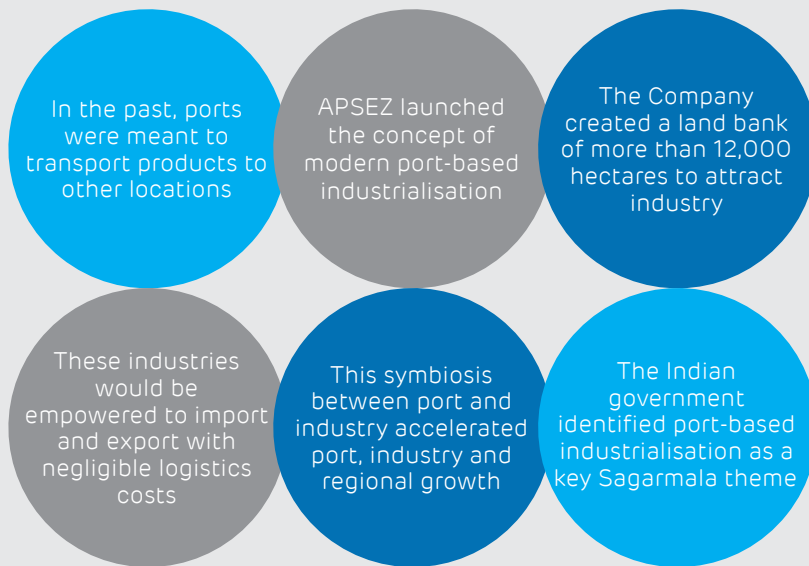 In the past, ports
were meant to
transport products to
other locations
APSEZ launched
the concept of
modern port-based
industrialisation
The Company
created a land bank
of more than 12,000
hectares to attract
industry
These industries
would be
empowered to import
and export with
negligible logistics
costs
This symbiosis
between port and
industry accelerated
port, industry and
regional growth
The Indian
government
identified port-based
industrialisation as a
key Sagarmala theme